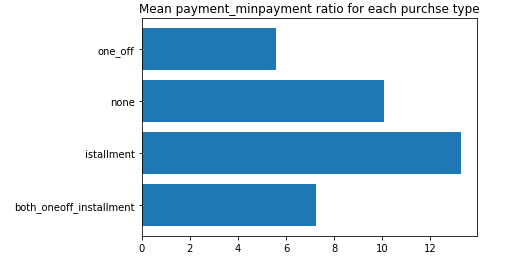 Mean payment_minpayment ratio for each purchse type
one_off
none
istallment
both_oneoff_installment
0 2 4 6 8 10 12